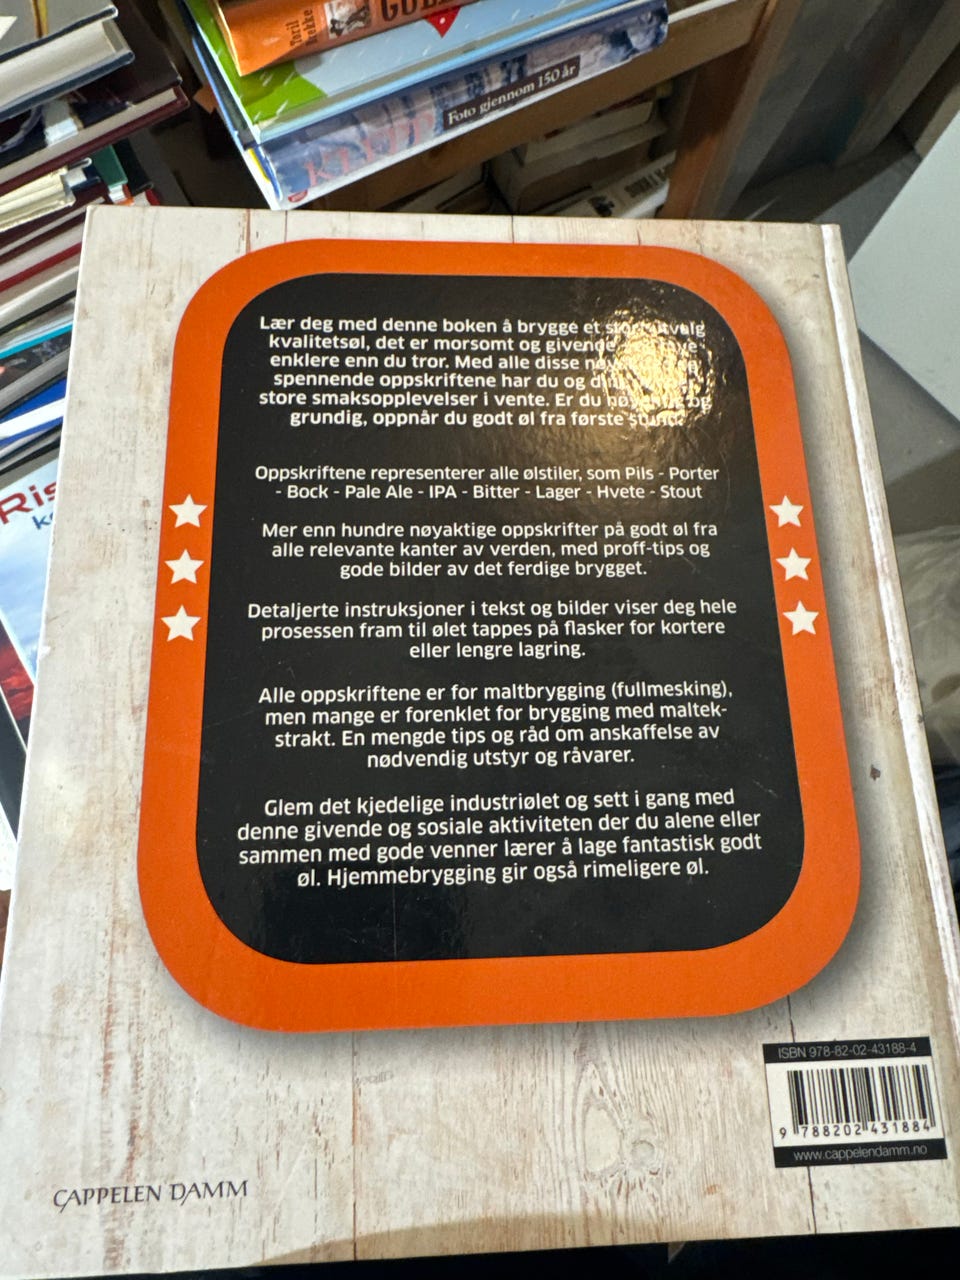 Toril
Brekke
Foto gjennom 150 år
Lær deg med denne boken å brygge et stort utvalg
kvalitetsøl, det er morsomt og givende
enklere enn du tror. Med alle disse
spennende oppskriftene har du og
store smaksopplevelser i vente. Er du nøyaktig og
grundig, oppnår du godt øl fra første stund.
Oppskriftene representerer alle ølstiler, som Pils - Porter
- Bock - Pale Ale - IPA - Bitter - Lager - Hvete - Stout
Mer enn hundre nøyaktige oppskrifter på godt øl fra
alle relevante kanter av verden, med proff-tips og
gode bilder av det ferdige brygget.
Detaljerte instruksjoner i tekst og bilder viser deg hele
prosessen fram til ølet tappes på flasker for kortere
eller lengre lagring.
Alle oppskriftene er for maltbrygging (fullmesking),
men mange er forenklet for brygging med maltek-
strakt. En mengde tips og råd om anskaffelse av
nødvendig utstyr og råvarer.
Glem det kjedelige industriølet og sett i gang med
denne givende og sosiale aktiviteten der du alene eller
sammen med gode venner lærer å lage fantastisk godt
øl. Hjemmebrygging gir også rimeligere øl.
ISBN 978-82-02-43188-4
9 788202 431884
www.cappelendamm.no
CAPPELEN DAMM